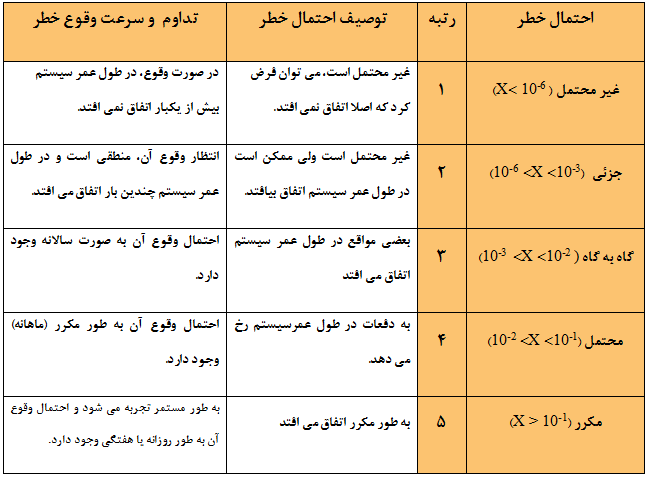 احتمال خطر
رتبه
توصیف احتمال خطر
تداوم و سرعت وقوع خطر
غیر محتمل (X< 10-6)
۱
غیر محتمل است، می توان فرض
کرد که اصلا اتفاق نمی افتد.
در صورت وقوع، در طول عمر سیستم
بیش از یکبار اتفاق نمی افتد.
جزئی (10-6 <X <10-3)
۲
غیر محتمل است ولی ممکن است
در طول عمر سیستم اتفاق بیافتد.
انتظار وقوع آن، منطقی است و در طول
عمر سیستم چندین بار اتفاق می افتد.
گاه به گاه (10-3 <X <10-2)
۳
بعضی مواقع در طول عمر سیستم
اتفاق می افتد
احتمال وقوع آن به صورت سالانه وجود
دارد.
محتمل (10-2 <X <10-1)
۴
به دفعات در طول عمرسیستم رخ
می دهد.
احتمال وقوع آن به طور مکرر (ماهانه)
وجود دارد.
مکرر (X > 10-1)
۵
به طور مکرر اتفاق می افتد
به طور مستمر تجربه می شود و احتمال وقوع
آن به طور روزانه یا هفتگی وجود دارد.